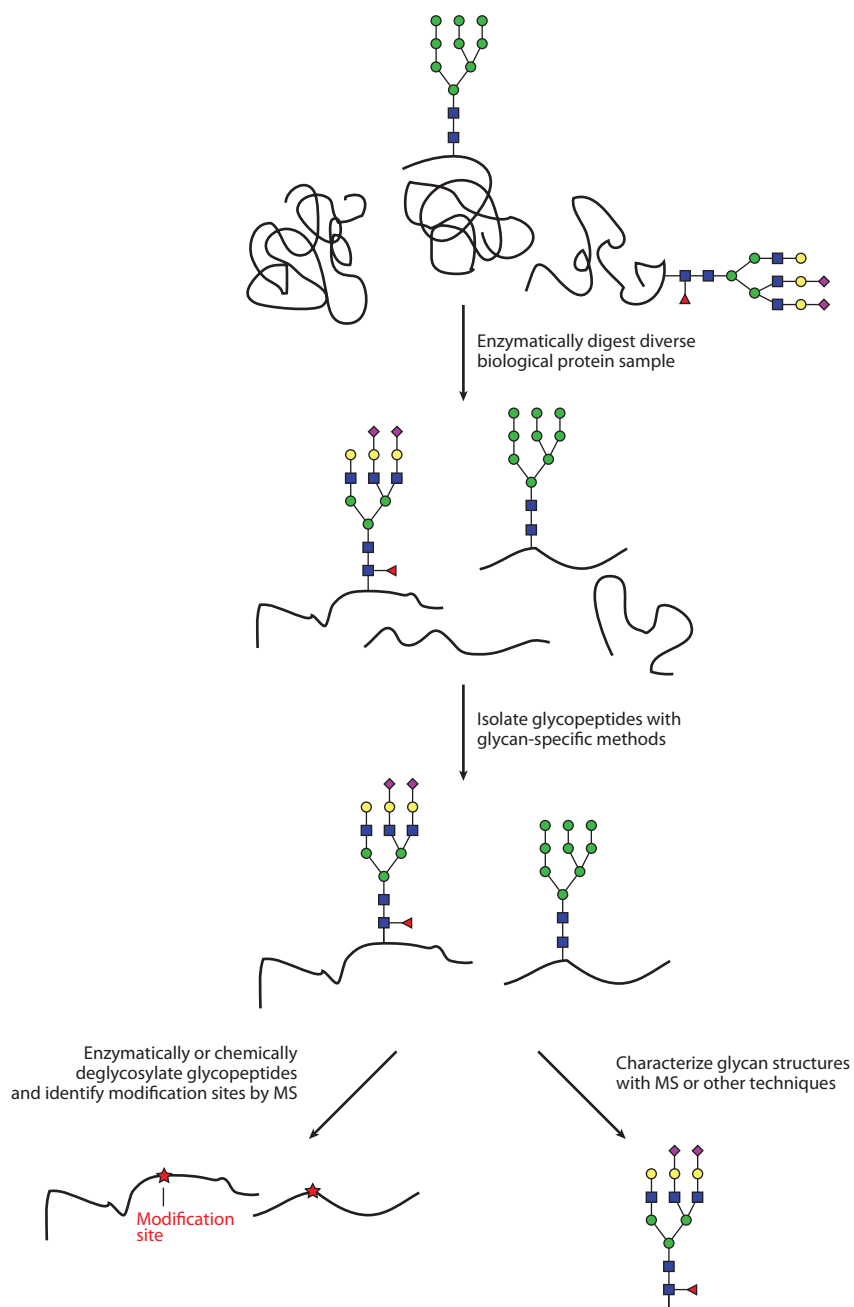 Enzymatically digest diverse
biological protein sample
Isolate glycopeptides with
glycan-specific methods
Enzymatically or chemically
deglycosylate glycopeptides
and identify modification sites by MS
Characterize glycan structures
with MS or other techniques
Modification
site